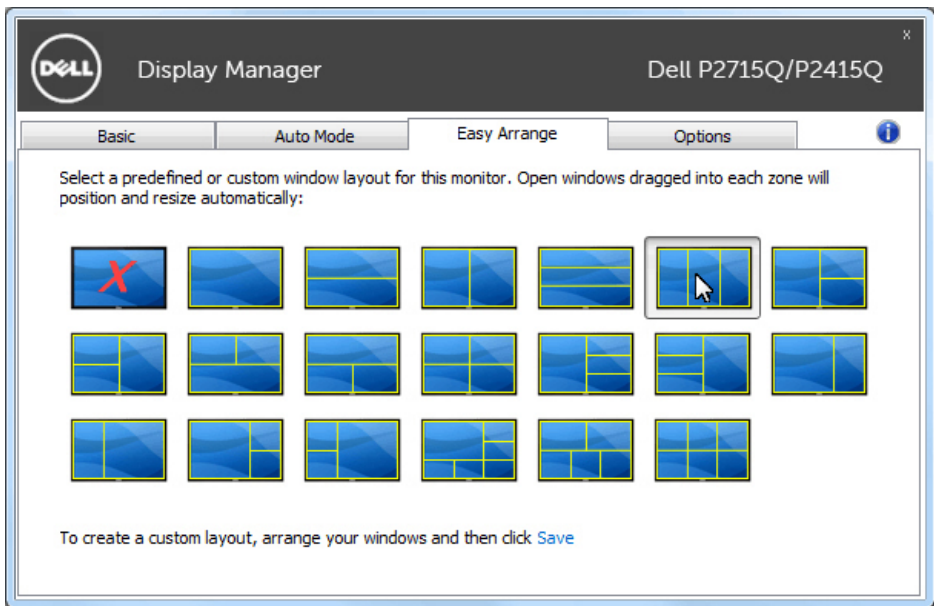 DELL
Display Manager
Dell P2715Q/P2415Q
x
Basic
Auto Mode
Easy Arrange
Options
i
Select a predefined or custom window layout for this monitor. Open windows dragged into each zone will
position and resize automatically:
X
To create a custom layout, arrange your windows and then click Save